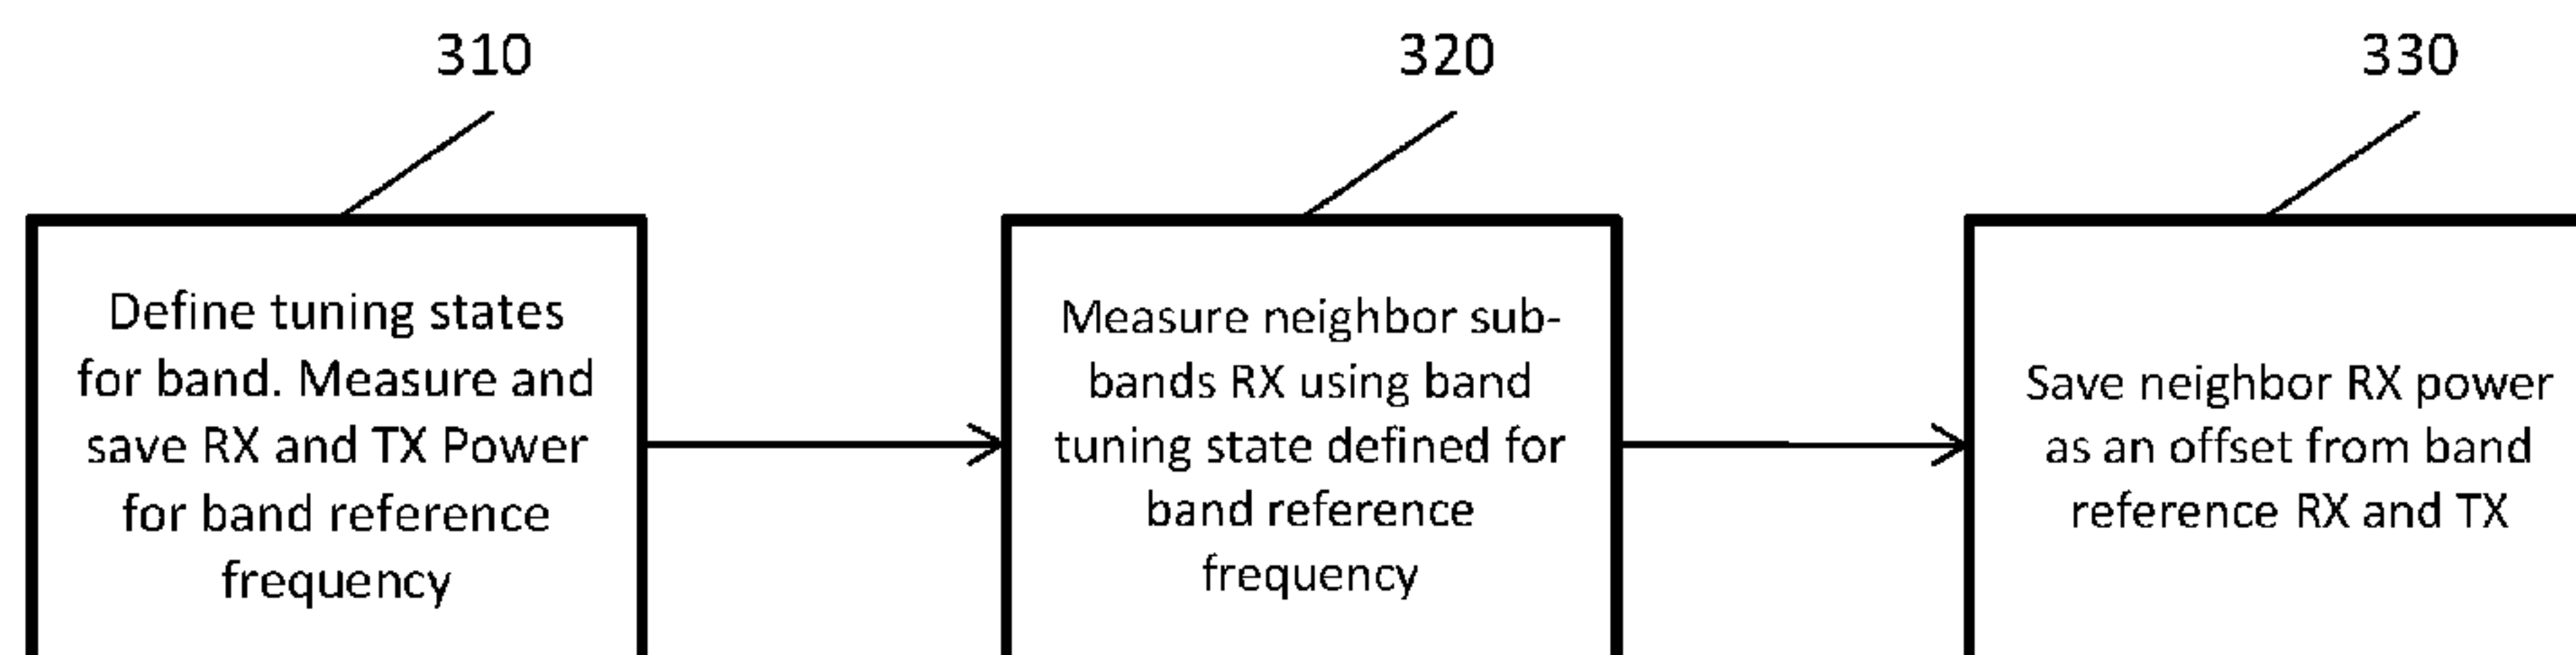 310
320
330
Define tuning states
for band. Measure and
save RX and TX Power
for band reference
frequency
Measure neighbor sub-
bands RX using band
tuning state defined for
band reference
frequency
Save neighbor RX power
as an offset from band
reference RX and TX